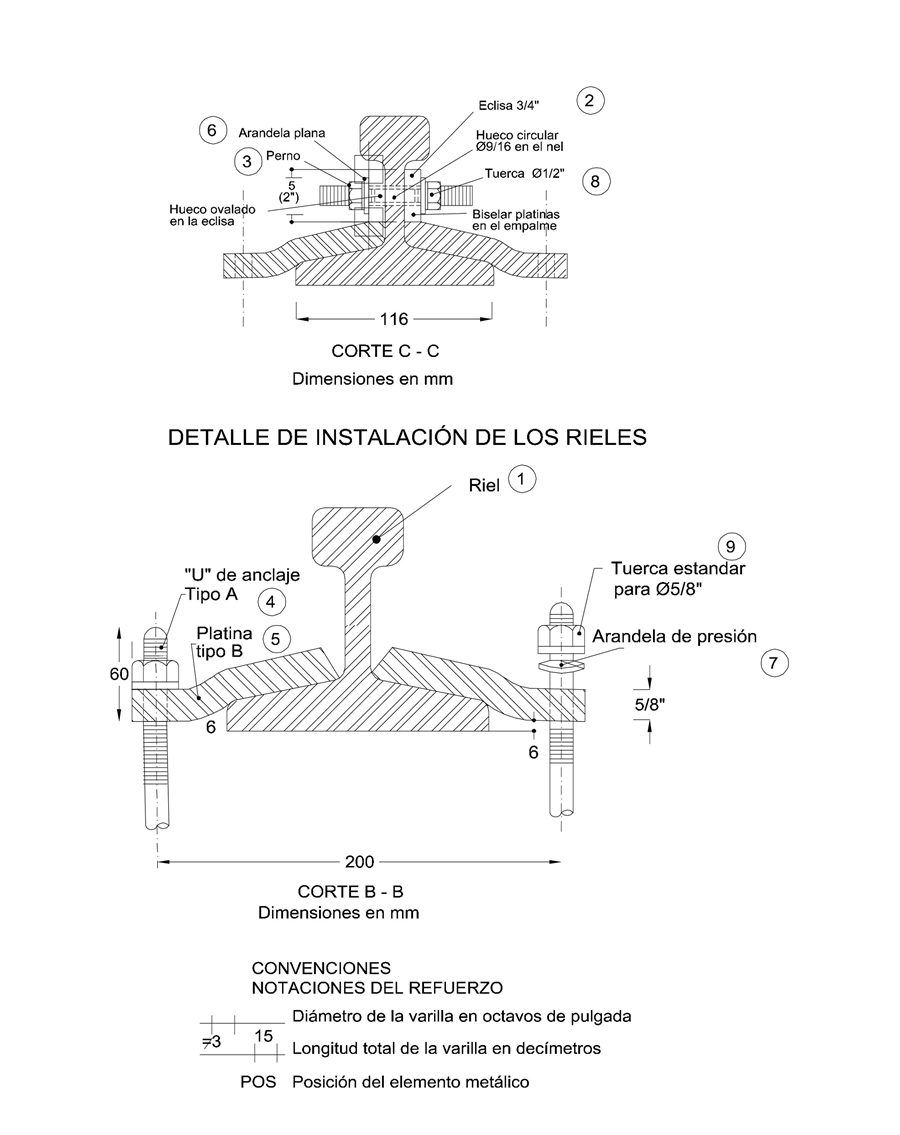 Eclisa 3/4"
2
6
Arandela plana
Hueco circular
Ø9/16 en el nel
3
Perno
Tuerca Ø1/2"
8
5
(2")
Hueco ovalado
en la eclisa
Biselar platinas
en el empalme
116
CORTE C - C
Dimensiones en mm
DETALLE DE INSTALACIÓN DE LOS RIELES
Riel
1
9
"U" de anclaje
Tipo A
4
Tuerca estandar
para Ø5/8"
Platina
tipo B
5
Arandela de presión
7
60
5/8"
6
6
200
CORTE B - B
Dimensiones en mm
CONVENCIONES
NOTACIONES DEL REFUERZO
Diámetro de la varilla en octavos de pulgada
≠3
15
Longitud total de la varilla en decímetros
POS Posición del elemento metálico